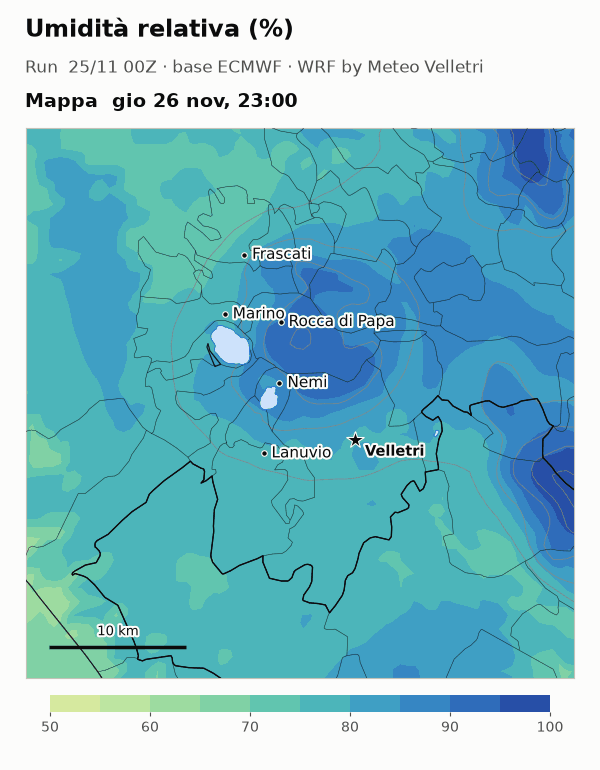 Umidità relativa (%)
Run  25/11 00Z · base ECMWF · WRF by Meteo Velletri
Mappa  gio 26 nov, 23:00
Frascati
Marino
Rocca di Papa
Nemi
Velletri
Lanuvio
10 km
50 60 70 80 90 100